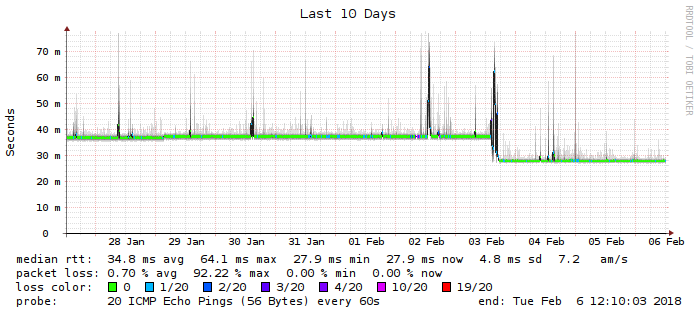 Last 10 Days
RRDTOOL / TOBI OETIKER
Seconds
70 m
60 m
50 m
40 m
30 m
20 m
10 m
0
28 Jan 29 Jan 30 Jan 31 Jan 01 Feb 02 Feb 03 Feb 04 Feb 05 Feb 06 Feb
median rtt: 34.8 ms avg 64.1 ms max 27.9 ms min 27.9 ms now 4.8 ms sd 7.2 am/s
packet loss: 0.70 % avg 92.22 % max 0.00 % min 0.00 % now
loss color: 0 1/20 2/20 3/20 4/20 10/20 19/20
probe: 20 ICMP Echo Pings (56 Bytes) every 60s end: Tue Feb 6 12:10:03 2018